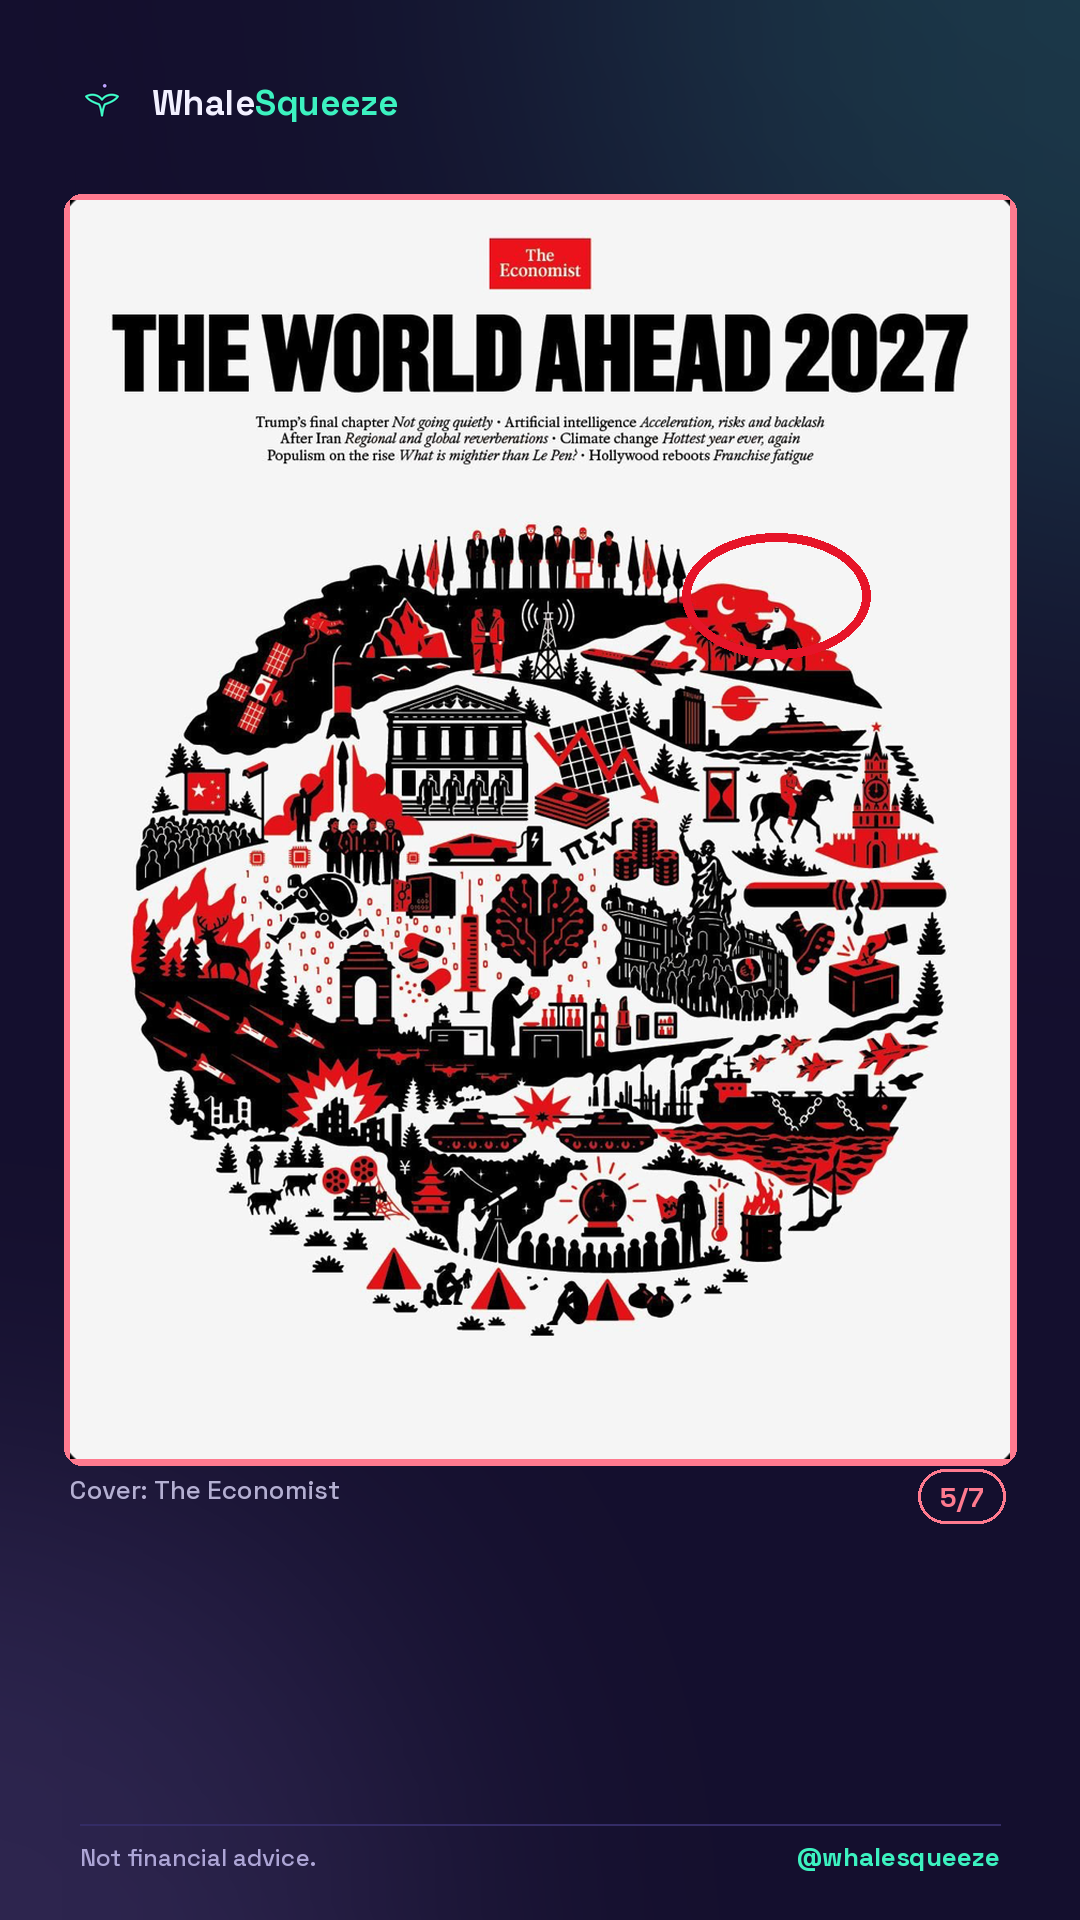 WhaleSqueeze
The
Economist
THE WORLD AHEAD 2027
Trump's final chapter Not going quietly • Artificial intelligence Acceleration, risks and backlash
After Iran Regional and global reverberations • Climate change Hottest year ever, again
Populism on the rise What is mightier than Le Pen? • Hollywood reboots Franchise fatigue
TRUMP
Π Σ √
¥
Cover: The Economist
5/7
Not financial advice.
@whalesqueeze